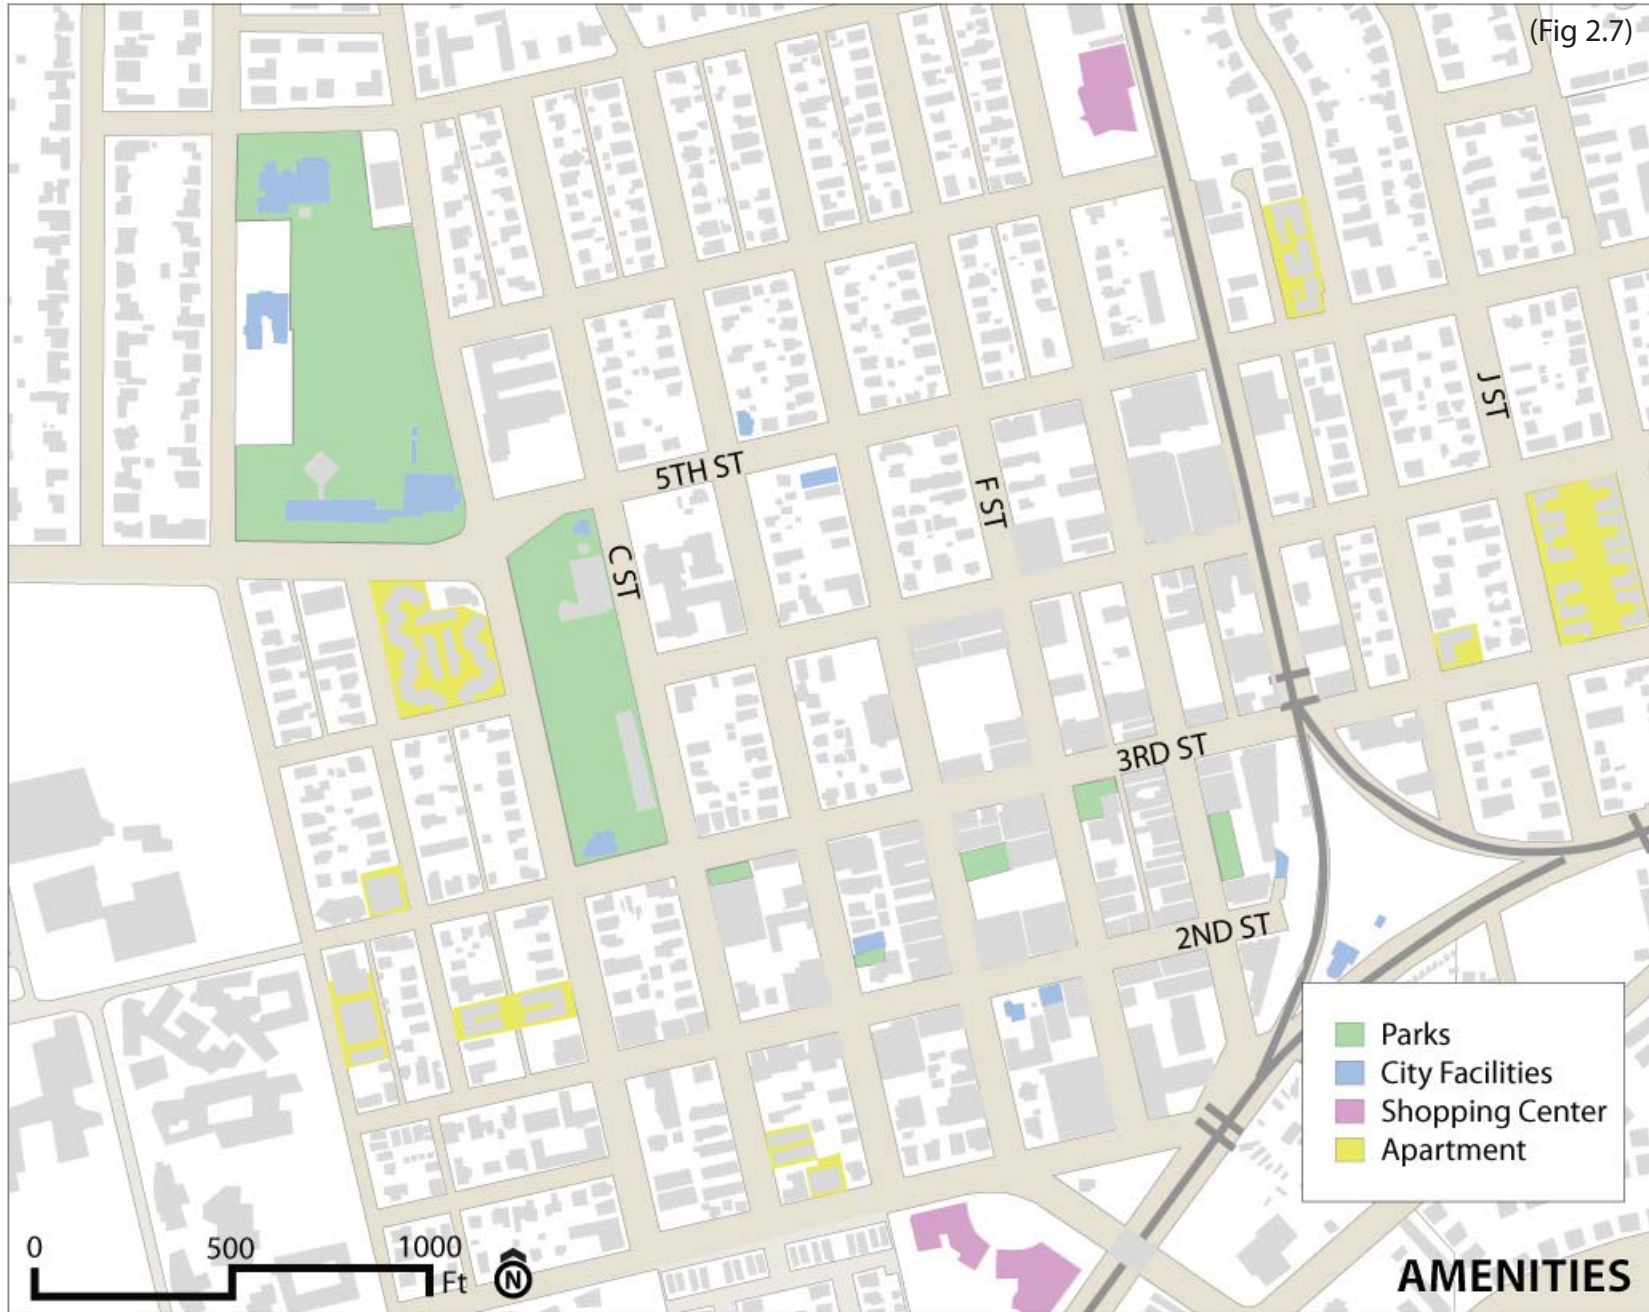 (Fig 2.7)
J ST
5TH ST
F ST
C ST
3RD ST
2ND ST
Parks
City Facilities
Shopping Center
Apartment
0 500 1000
Ft N
AMENITIES